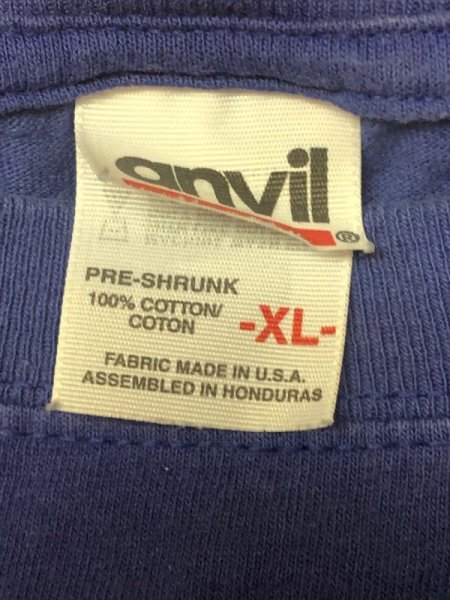 anvil
®
PRE-SHRUNK
100% COTTON/
COTON
-XL-
FABRIC MADE IN U.S.A.
ASSEMBLED IN HONDURAS